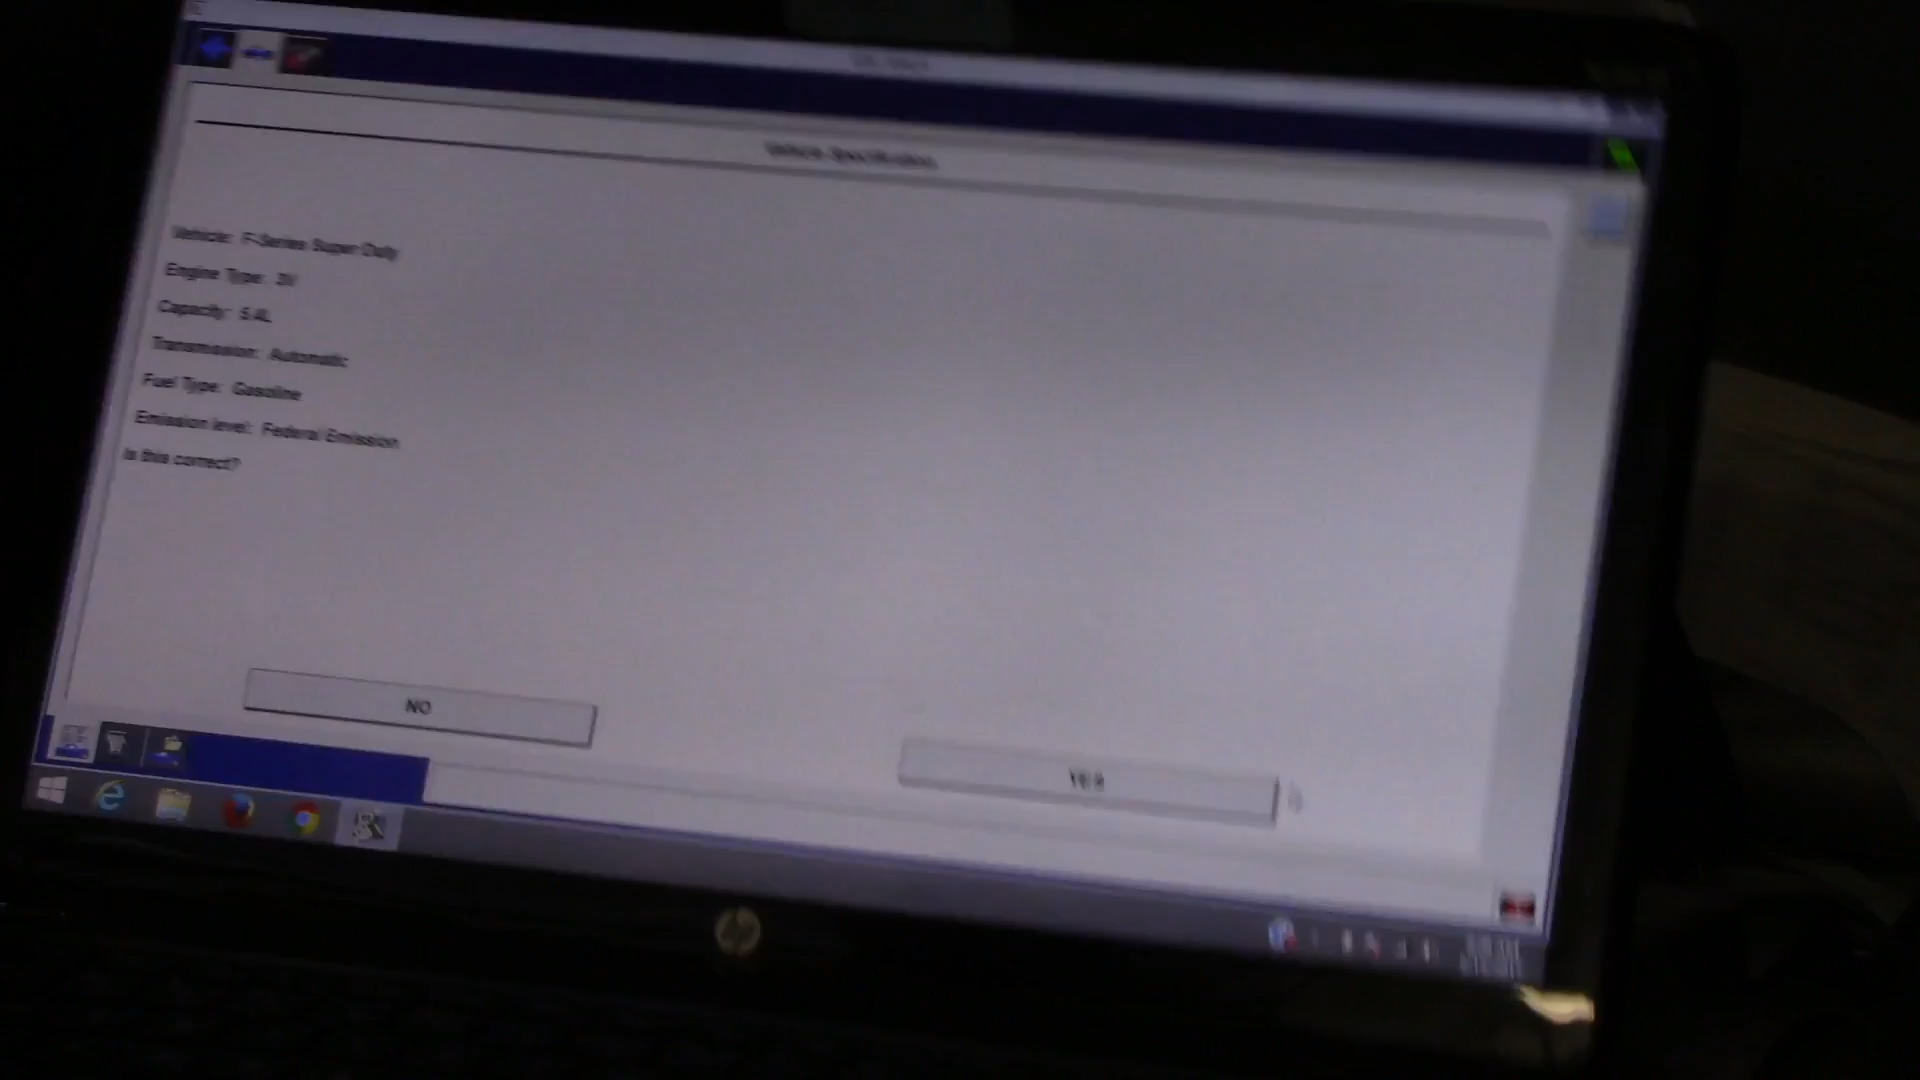 Vehicle Specification
Vehicle: F-Series Super Duty
Engine Type: 3V
Capacity: 5.4L
Transmission: Automatic
Fuel Type: Gasoline
Emission level: Federal Emission
Is this correct?
NO
YES
hp